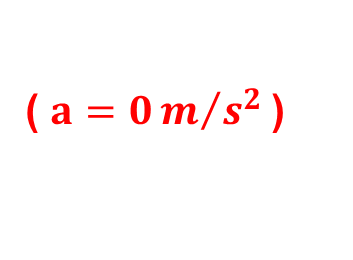 ( a = 0 m/s² )